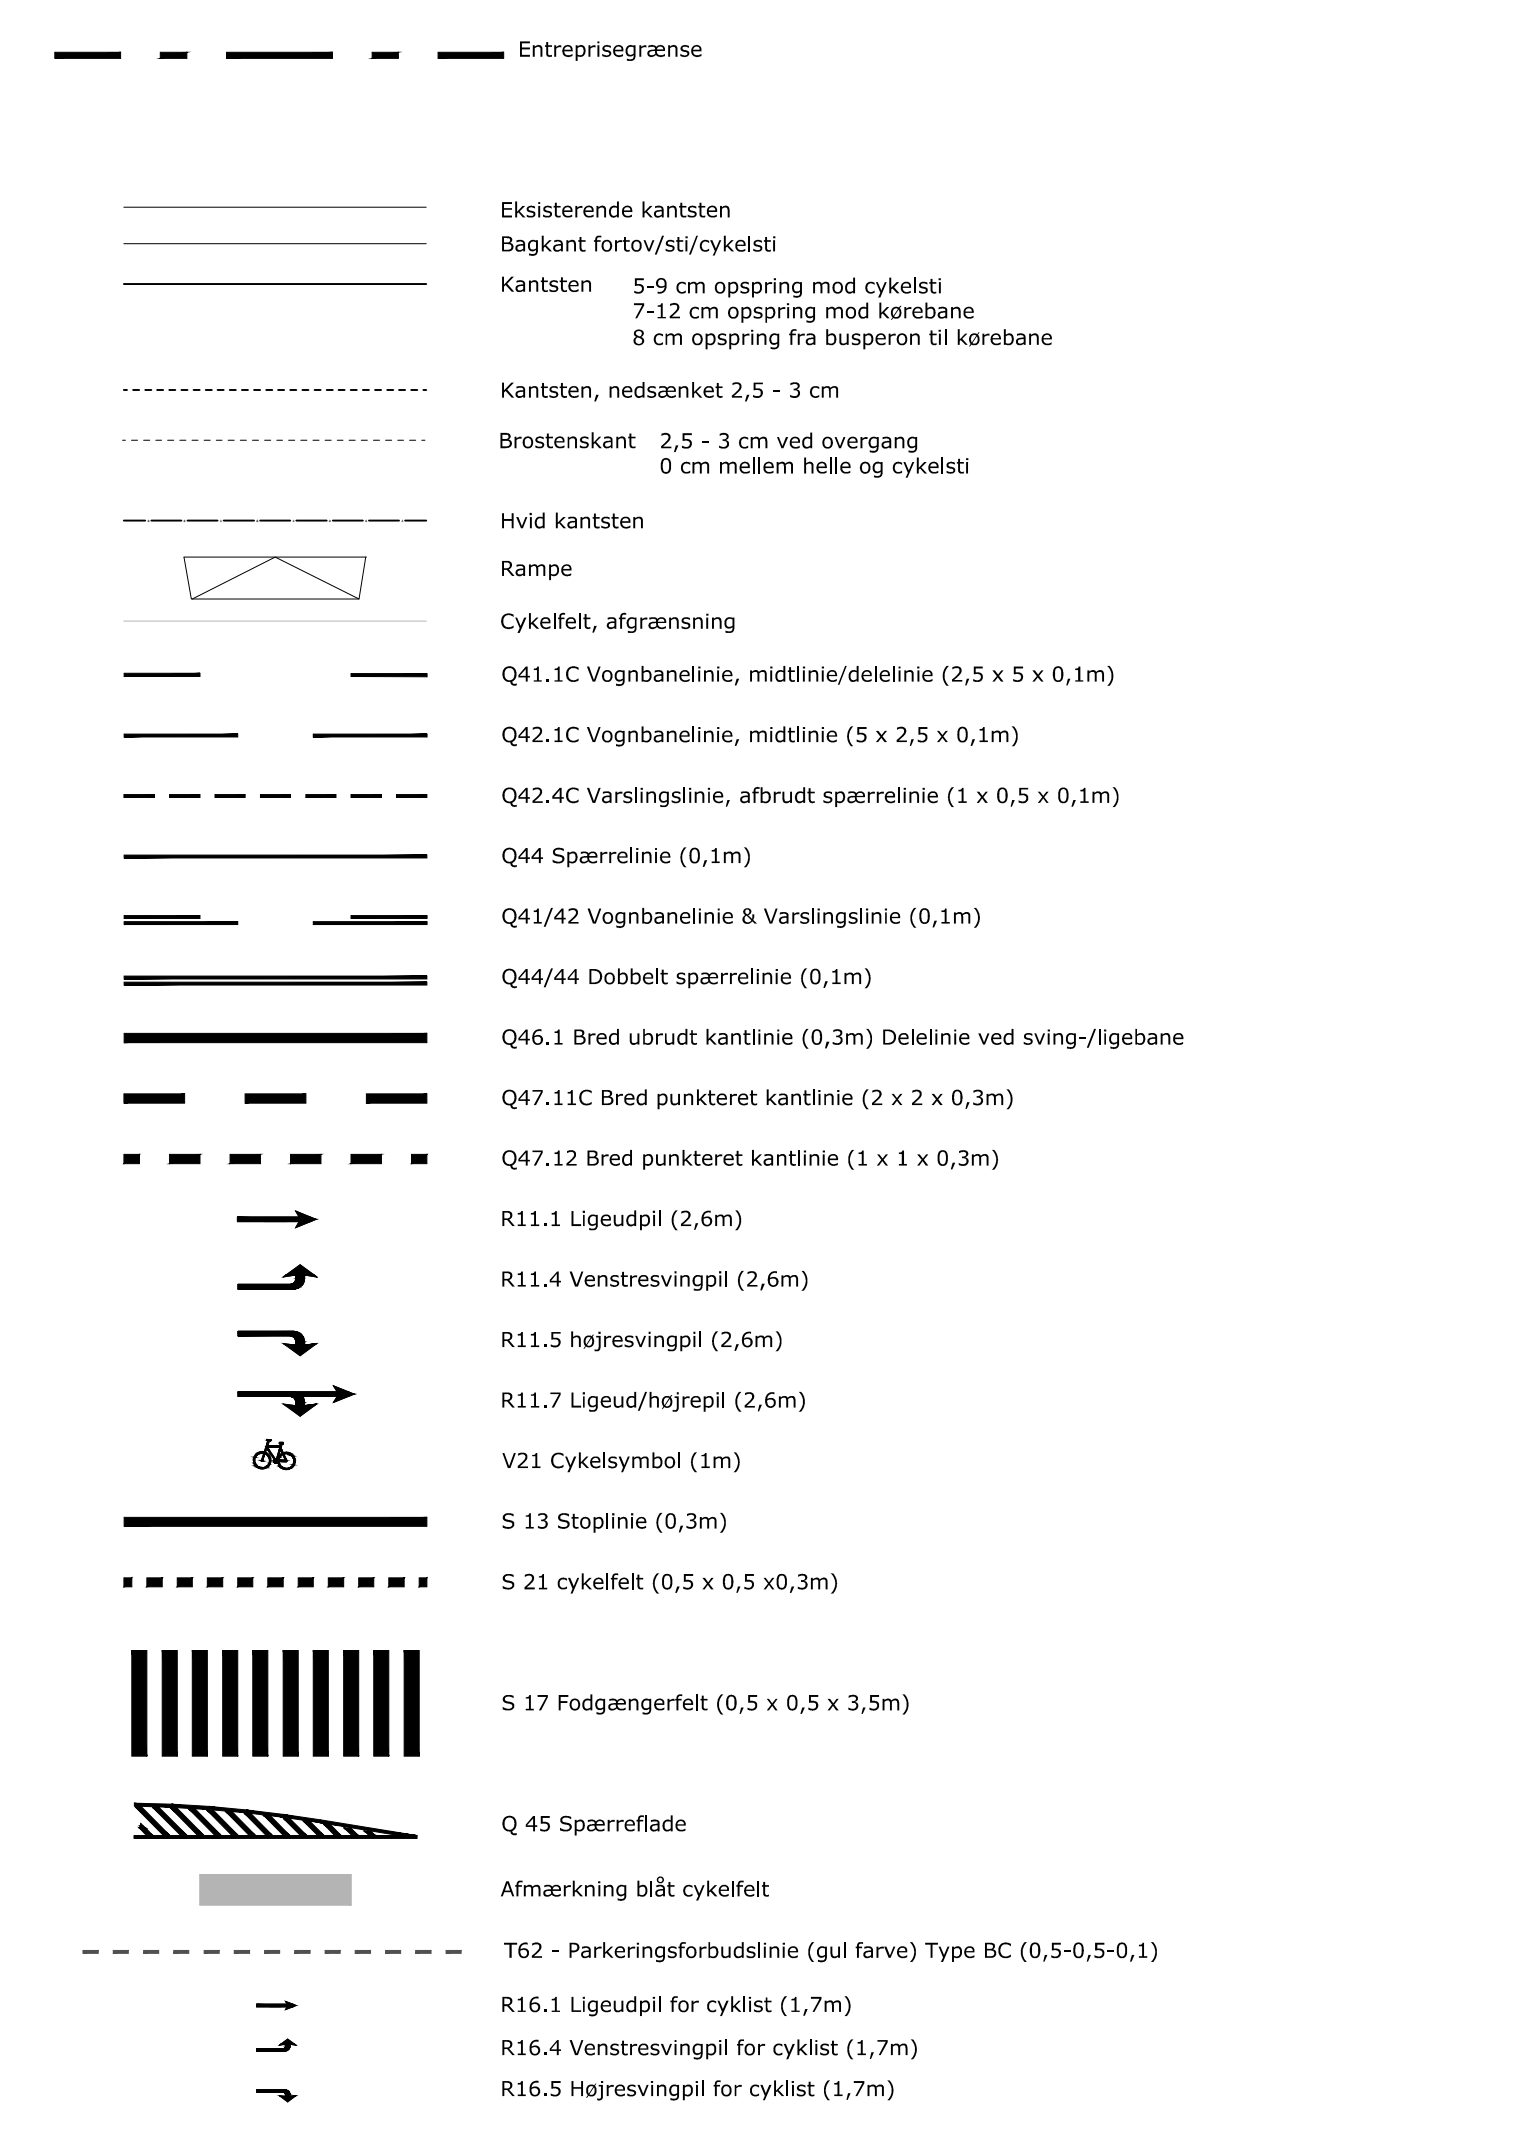 Entreprisegrænse
Eksisterende kantsten
Bagkant fortov/sti/cykelsti
Kantsten 5-9 cm opspring mod cykelsti
7-12 cm opspring mod kørebane
8 cm opspring fra busperon til kørebane
Kantsten, nedsænket 2,5 - 3 cm
Brostenskant 2,5 - 3 cm ved overgang
0 cm mellem helle og cykelsti
Hvid kantsten
Rampe
Cykelfelt, afgrænsning
Q41.1C Vognbanelinie, midtlinie/delelinie (2,5 x 5 x 0,1m)
Q42.1C Vognbanelinie, midtlinie (5 x 2,5 x 0,1m)
Q42.4C Varslingslinie, afbrudt spærrelinie (1 x 0,5 x 0,1m)
Q44 Spærrelinie (0,1m)
Q41/42 Vognbanelinie & Varslingslinie (0,1m)
Q44/44 Dobbelt spærrelinie (0,1m)
Q46.1 Bred ubrudt kantlinie (0,3m) Delelinie ved sving-/ligebane
Q47.11C Bred punkteret kantlinie (2 x 2 x 0,3m)
Q47.12 Bred punkteret kantlinie (1 x 1 x 0,3m)
R11.1 Ligeudpil (2,6m)
R11.4 Venstresvingpil (2,6m)
R11.5 højresvingpil (2,6m)
R11.7 Ligeud/højrepil (2,6m)
V21 Cykelsymbol (1m)
S 13 Stoplinie (0,3m)
S 21 cykelfelt (0,5 x 0,5 x0,3m)
S 17 Fodgængerfelt (0,5 x 0,5 x 3,5m)
Q 45 Spærreflade
Afmærkning blåt cykelfelt
T62 - Parkeringsforbudslinie (gul farve) Type BC (0,5-0,5-0,1)
R16.1 Ligeudpil for cyklist (1,7m)
R16.4 Venstresvingpil for cyklist (1,7m)
R16.5 Højresvingpil for cyklist (1,7m)